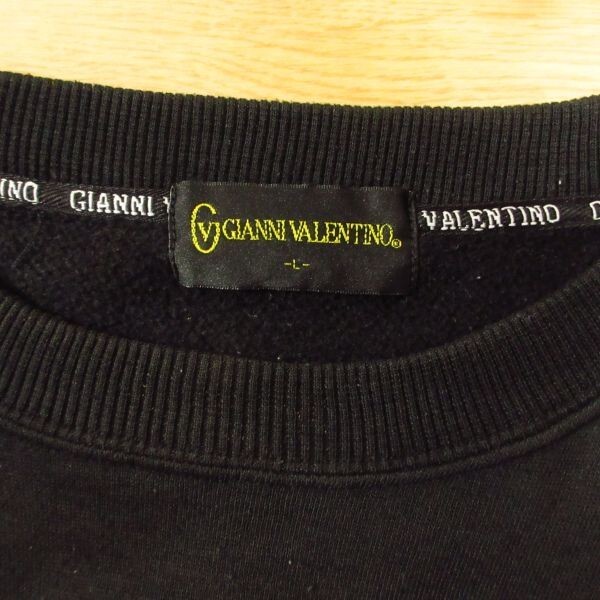 GIANNI
GV GIANNI VALENTINO®
VALENTINO
-L-